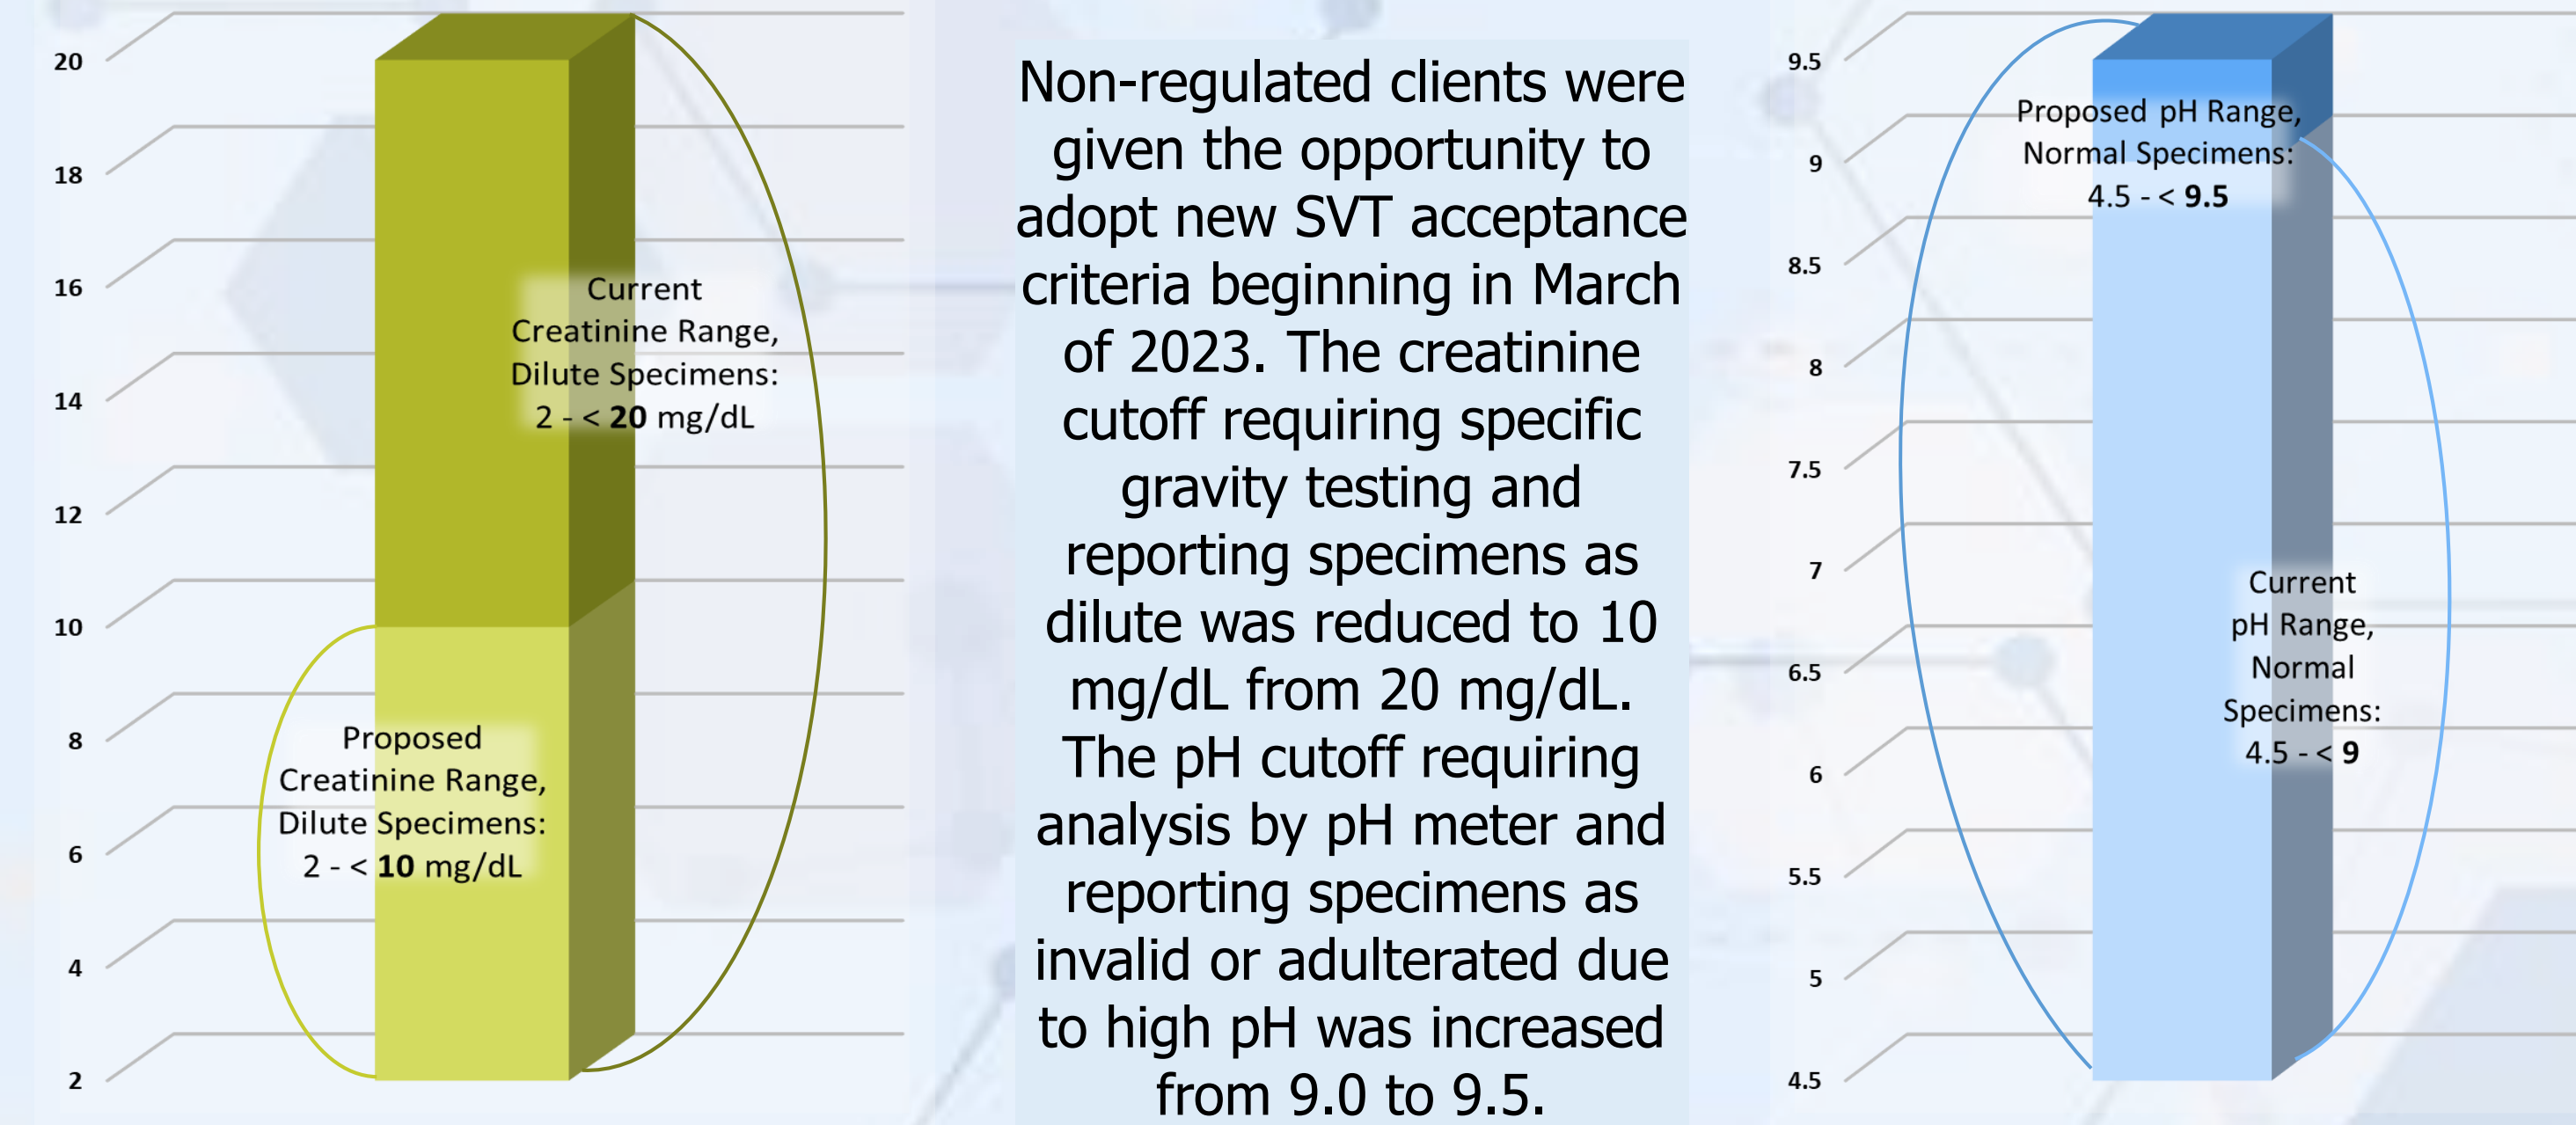 20
18
16
14
12
10
8
6
4
2
Current
Creatinine Range,
Dilute Specimens:
2 - < 20 mg/dL
Proposed
Creatinine Range,
Dilute Specimens:
2 - < 10 mg/dL
Non-regulated clients were
given the opportunity to
adopt new SVT acceptance
criteria beginning in March
of 2023. The creatinine
cutoff requiring specific
gravity testing and
reporting specimens as
dilute was reduced to 10
mg/dL from 20 mg/dL.
The pH cutoff requiring
analysis by pH meter and
reporting specimens as
invalid or adulterated due
to high pH was increased
from 9.0 to 9.5.
9.5
9
8.5
8
7.5
7
6.5
6
5.5
5
4.5
Proposed pH Range,
Normal Specimens:
4.5 - < 9.5
Current
pH Range,
Normal
Specimens:
4.5 - < 9